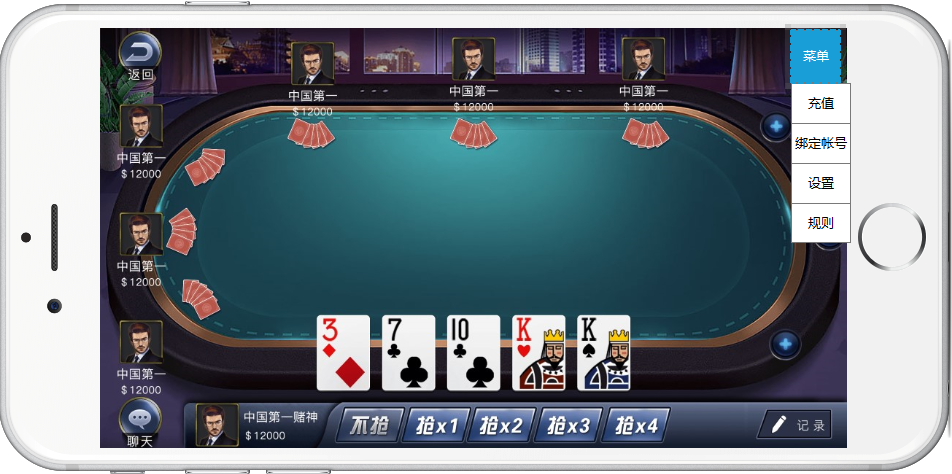 返回
菜单
充值
绑定帐号
设置
规则
中国第一
$12000
中国第一
$12000
中国第一
$12000
中国第一
$12000
中国第一
$12000
中国第一
$12000
3
7
10
K
K
聊天
中国第一赌神
$12000
不抢
抢x1
抢x2
抢x3
抢x4
记录